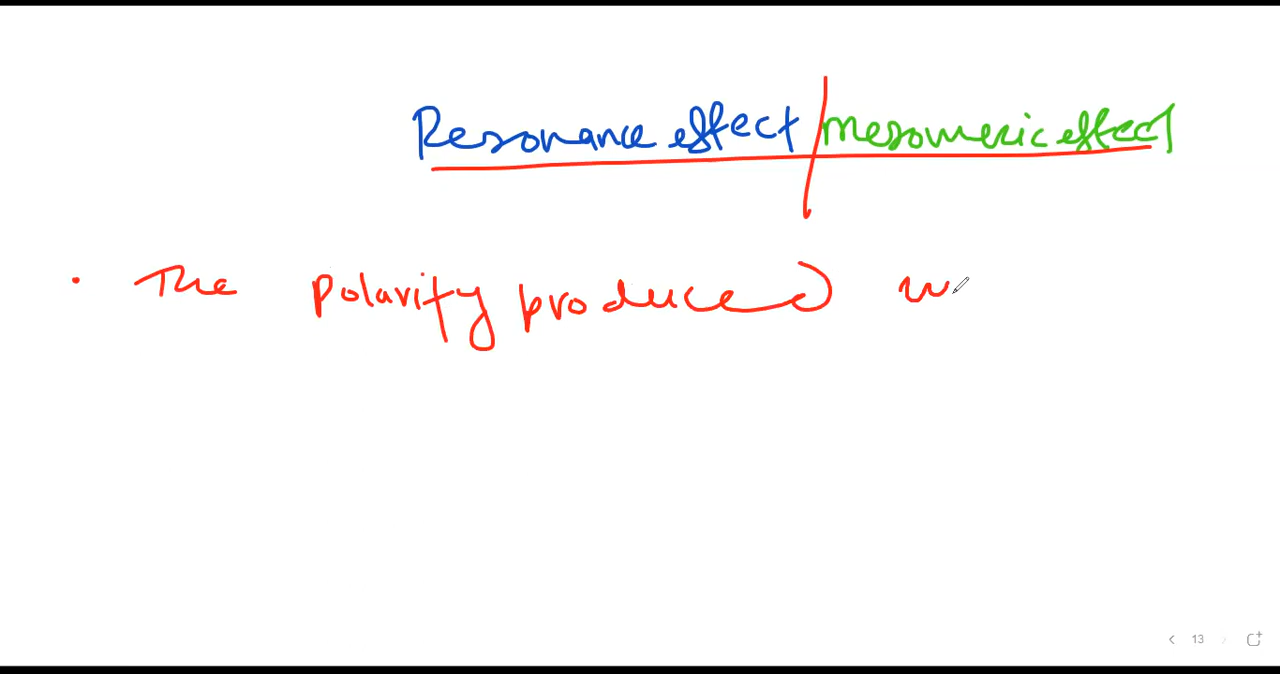 Resonance effect / mesomeric effect
• The polarity produced w
13